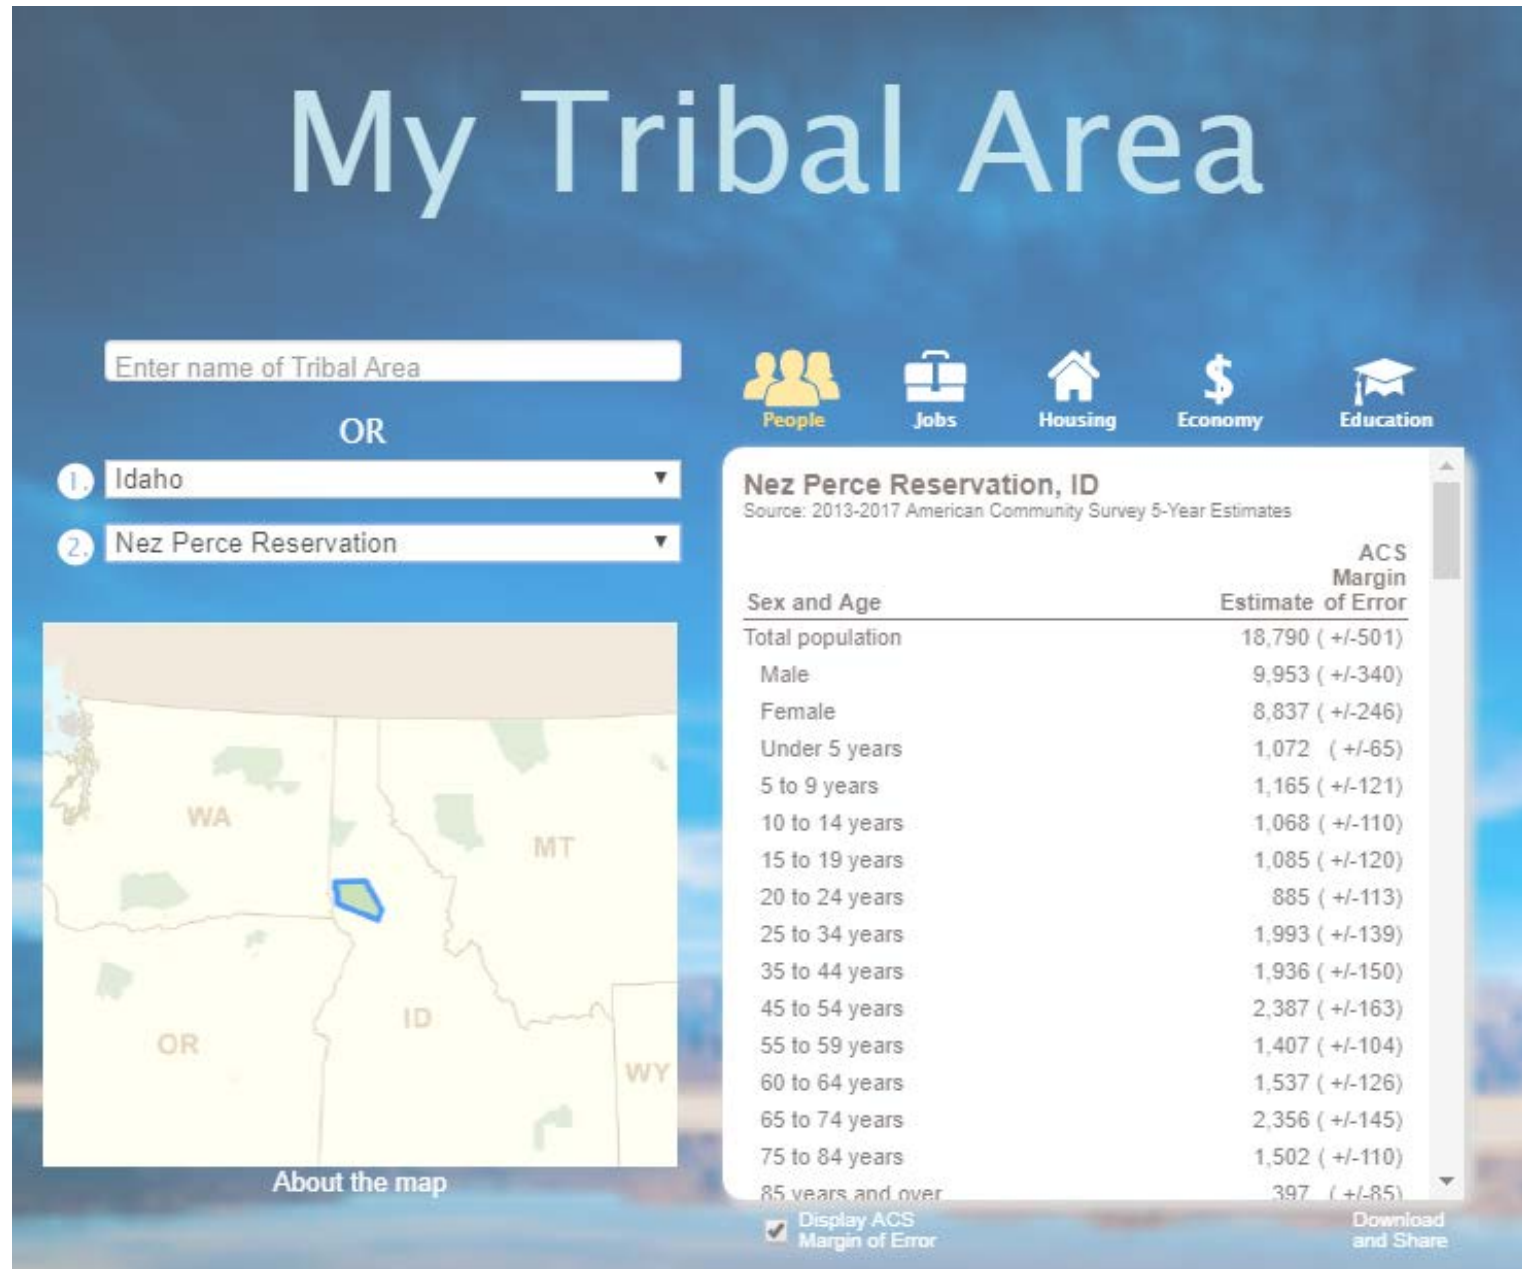 My Tribal Area
Enter name of Tribal Area
OR
1. Idaho
2. Nez Perce Reservation
WA
MT
ID
OR
WY
About the map
People Jobs Housing Economy Education
Nez Perce Reservation, ID
Source: 2013-2017 American Community Survey 5-Year Estimates
ACS
Margin
Sex and Age Estimate of Error
Total population 18,790 ( +/-501)
Male 9,953 ( +/-340)
Female 8,837 ( +/-246)
Under 5 years 1,072 ( +/-65)
5 to 9 years 1,165 ( +/-121)
10 to 14 years 1,068 ( +/-110)
15 to 19 years 1,085 ( +/-120)
20 to 24 years 885 ( +/-113)
25 to 34 years 1,993 ( +/-139)
35 to 44 years 1,936 ( +/-150)
45 to 54 years 2,387 ( +/-163)
55 to 59 years 1,407 ( +/-104)
60 to 64 years 1,537 ( +/-126)
65 to 74 years 2,356 ( +/-145)
75 to 84 years 1,502 ( +/-110)
85 years and over 397 ( +/-85)
Display ACS
Margin of Error
Download
and Share